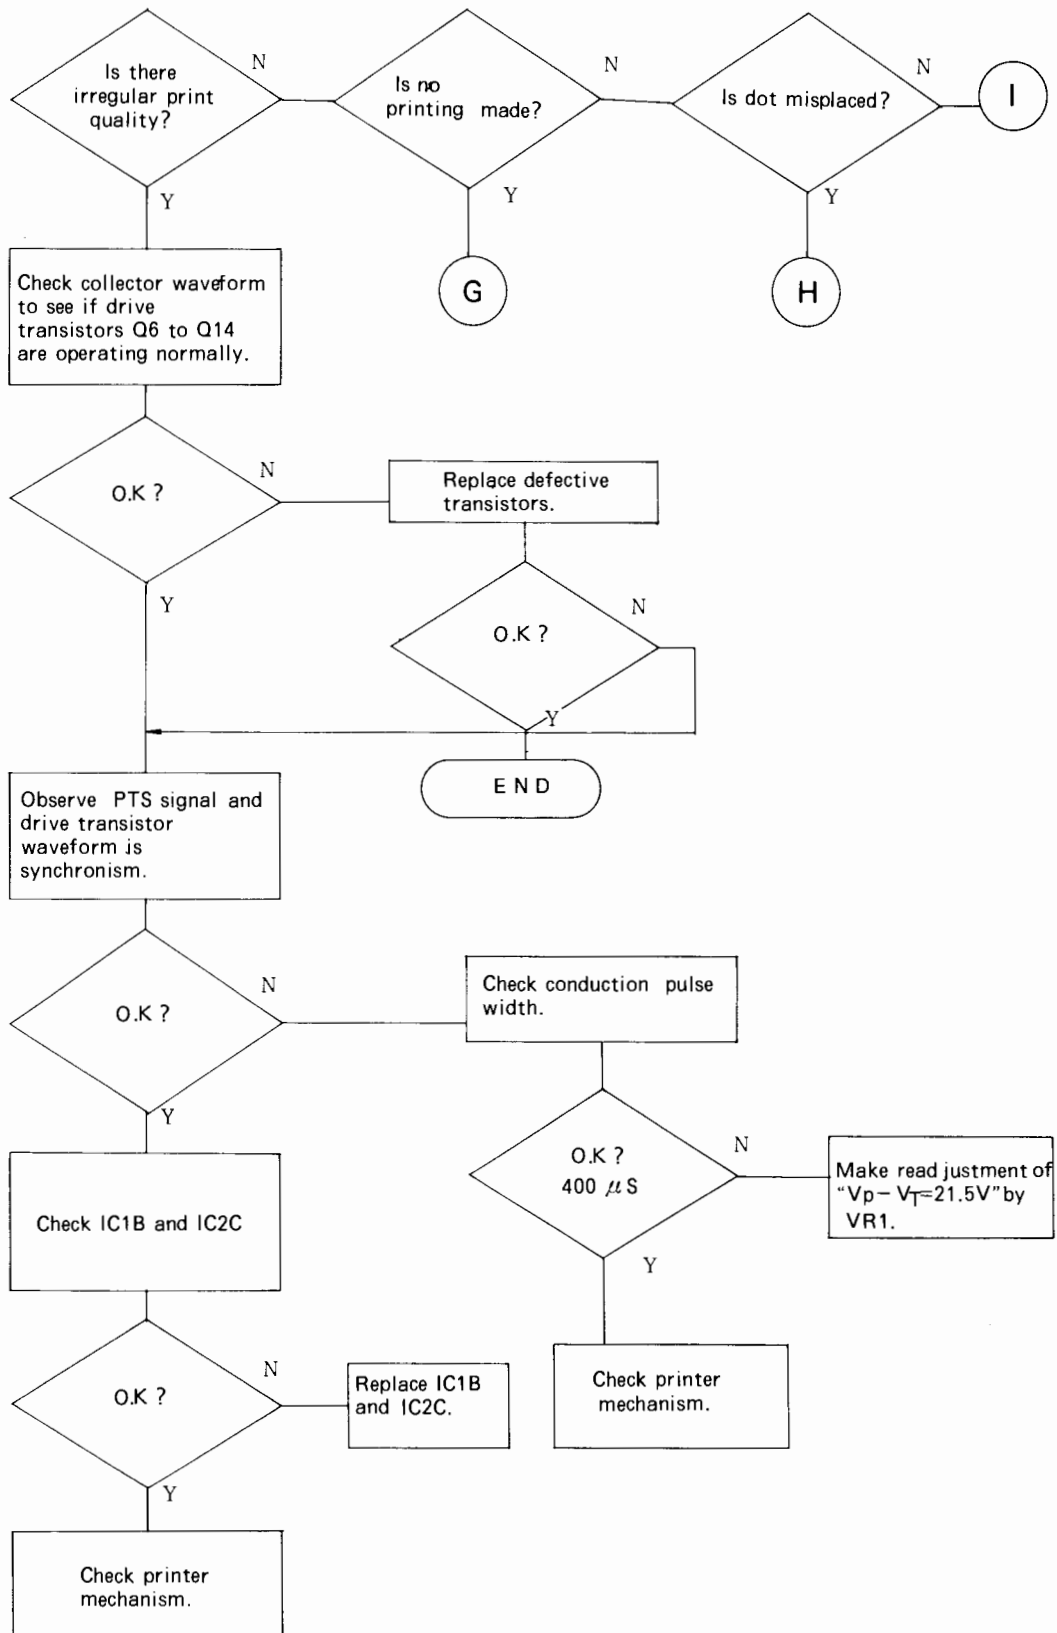 Is there
irregular print
quality?
N
Y
Is no
printing made?
N
Y
G
Is dot misplaced?
N
Y
H
I
Check collector waveform
to see if drive
transistors Q6 to Q14
are operating normally.
O.K ?
N
Y
Replace defective
transistors.
O.K ?
N
Y
END
Observe PTS signal and
drive transistor
waveform is
synchronism.
O.K ?
N
Y
Check conduction pulse
width.
O.K ?
400 μS
N
Y
Make read justment of
“Vp－VT=21.5V” by
VR1.
Check printer
mechanism.
Check IC1B and IC2C
O.K ?
N
Y
Replace IC1B
and IC2C.
Check printer
mechanism.